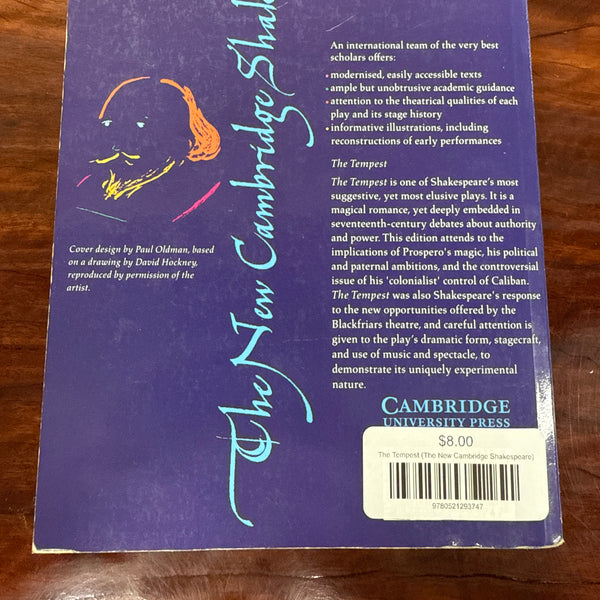 The New Cambridge Shak
An international team of the very best
scholars offers:
• modernised, easily accessible texts
• ample but unobtrusive academic guidance
• attention to the theatrical qualities of each
play and its stage history
• informative illustrations, including
reconstructions of early performances
The Tempest
The Tempest is one of Shakespeare's most
suggestive, yet most elusive plays. It is a
magical romance, yet deeply embedded in
seventeenth-century debates about authority
and power. This edition attends to the
implications of Prospero's magic, his political
and paternal ambitions, and the controversial
issue of his 'colonialist' control of Caliban.
The Tempest was also Shakespeare's response
to the new opportunities offered by the
Blackfriars theatre, and careful attention is
given to the play's dramatic form, stagecraft,
and use of music and spectacle, to
demonstrate its uniquely experimental
nature.
Cover design by Paul Oldman, based
on a drawing by David Hockney,
reproduced by permission of the
artist.
CAMBRIDGE
UNIVERSITY PRESS
$8.00
The Tempest (The New Cambridge Shakespeare)
9780521293747